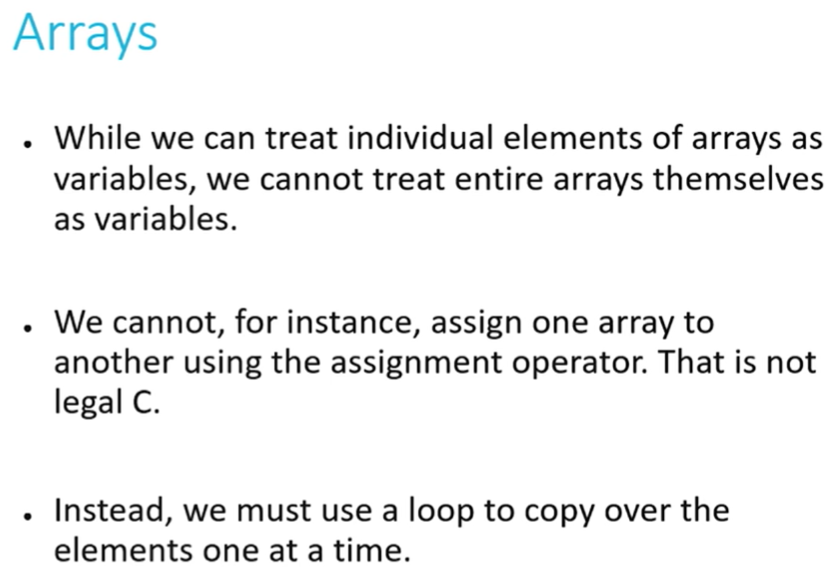 Arrays
• While we can treat individual elements of arrays as
variables, we cannot treat entire arrays themselves
as variables.
• We cannot, for instance, assign one array to
another using the assignment operator. That is not
legal C.
• Instead, we must use a loop to copy over the
elements one at a time.